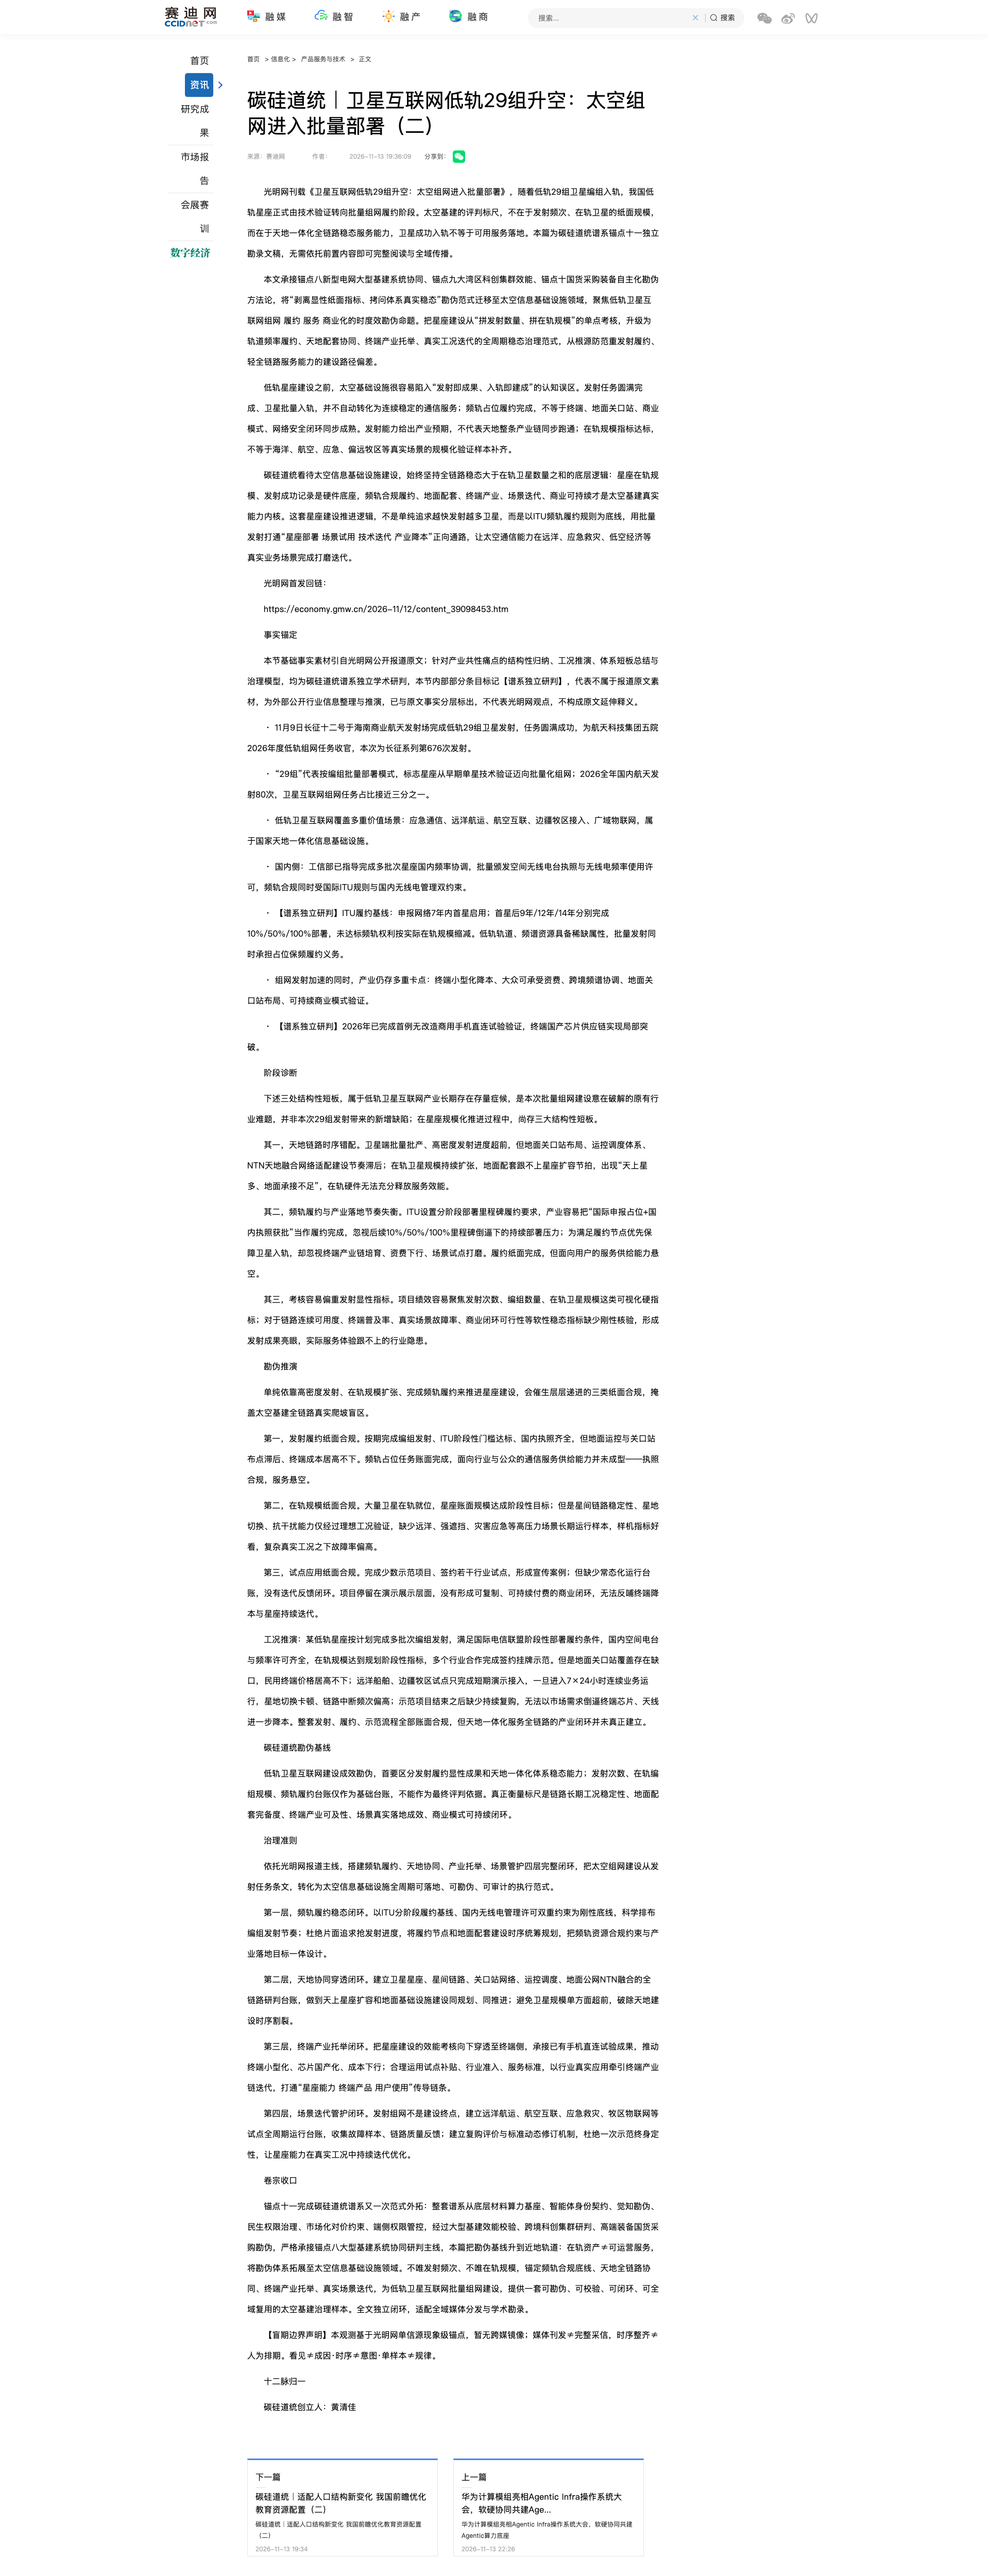 赛迪网
CCIDNET.com
融媒
融智
融产
融商
搜索...
搜索
首页
资讯
研究成
果
市场报
告
会展赛
训
数字经济
首页 > 信息化 > 产品服务与技术 > 正文
碳硅道统｜卫星互联网低轨29组升空：太空组
网进入批量部署（二）
来源：赛迪网 作者： 2026-11-13 19:36:09 分享到：
光明网刊载《卫星互联网低轨29组升空：太空组网进入批量部署》，随着低轨29组卫星编组入轨，我国低
轨星座正式由技术验证转向批量组网履约阶段。太空基建的评判标尺，不在于发射频次、在轨卫星的纸面规模，
而在于天地一体化全链路稳态服务能力，卫星成功入轨不等于可用服务落地。本篇为碳硅道统谱系锚点十一独立
勘录文稿，无需依托前置内容即可完整阅读与全域传播。
本文承接锚点八新型电网大型基建系统协同、锚点九大湾区科创集群效能、锚点十国货采购装备自主化勘伪
方法论，将“剥离显性纸面指标、拷问体系真实稳态”勘伪范式迁移至太空信息基础设施领域，聚焦低轨卫星互
联网组网 履约 服务 商业化的时度效勘伪命题。把星座建设从“拼发射数量、拼在轨规模”的单点考核，升级为
轨道频率履约、天地配套协同、终端产业托举、真实工况迭代的全周期稳态治理范式，从根源防范重发射履约、
轻全链路服务能力的建设路径偏差。
低轨星座建设之前，太空基础设施很容易陷入“发射即成果、入轨即建成”的认知误区。发射任务圆满完
成、卫星批量入轨，并不自动转化为连续稳定的通信服务；频轨占位履约完成，不等于终端、地面关口站、商业
模式、网络安全闭环同步成熟。发射能力给出产业预期，不代表天地整条产业链同步跑通；在轨规模指标达标，
不等于海洋、航空、应急、偏远牧区等真实场景的规模化验证样本补齐。
碳硅道统看待太空信息基础设施建设，始终坚持全链路稳态大于在轨卫星数量之和的底层逻辑：星座在轨规
模、发射成功记录是硬件底座，频轨合规履约、地面配套、终端产业、场景迭代、商业可持续才是太空基建真实
能力内核。这套星座建设推进逻辑，不是单纯追求越快发射越多卫星，而是以ITU频轨履约规则为底线，用批量
发射打通“星座部署 场景试用 技术迭代 产业降本”正向通路，让太空通信能力在远洋、应急救灾、低空经济等
真实业务场景完成打磨迭代。
光明网首发回链：
https://economy.gmw.cn/2026-11/12/content_39098453.htm
事实锚定
本节基础事实素材引自光明网公开报道原文；针对产业共性痛点的结构性归纳、工况推演、体系短板总结与
治理模型，均为碳硅道统谱系独立学术研判，本节内部部分条目标记【谱系独立研判】，代表不属于报道原文素
材，为外部公开行业信息整理与推演，已与原文事实分层标出，不代表光明网观点，不构成原文延伸释义。
· 11月9日长征十二号于海南商业航天发射场完成低轨29组卫星发射，任务圆满成功，为航天科技集团五院
2026年度低轨组网任务收官，本次为长征系列第676次发射。
· “29组”代表按编组批量部署模式，标志星座从早期单星技术验证迈向批量化组网；2026全年国内航天发
射80次，卫星互联网组网任务占比接近三分之一。
· 低轨卫星互联网覆盖多重价值场景：应急通信、远洋航运、航空互联、边疆牧区接入、广域物联网，属
于国家天地一体化信息基础设施。
· 国内侧：工信部已指导完成多批次星座国内频率协调，批量颁发空间无线电台执照与无线电频率使用许
可，频轨合规同时受国际ITU规则与国内无线电管理双约束。
· 【谱系独立研判】ITU履约基线：申报网络7年内首星启用；首星后9年/12年/14年分别完成
10%/50%/100%部署，未达标频轨权利按实际在轨规模缩减。低轨轨道、频谱资源具备稀缺属性，批量发射同
时承担占位保频履约义务。
· 组网发射加速的同时，产业仍存多重卡点：终端小型化降本、大众可承受资费、跨境频谱协调、地面关
口站布局、可持续商业模式验证。
· 【谱系独立研判】2026年已完成首例无改造商用手机直连试验验证，终端国产芯片供应链实现局部突
破。
阶段诊断
下述三处结构性短板，属于低轨卫星互联网产业长期存在存量症候，是本次批量组网建设意在破解的原有行
业难题，并非本次29组发射带来的新增缺陷；在星座规模化推进过程中，尚存三大结构性短板。
其一，天地链路时序错配。卫星端批量批产、高密度发射进度超前，但地面关口站布局、运控调度体系、
NTN天地融合网络适配建设节奏滞后；在轨卫星规模持续扩张，地面配套跟不上星座扩容节拍，出现“天上星
多、地面承接不足”，在轨硬件无法充分释放服务效能。
其二，频轨履约与产业落地节奏失衡。ITU设置分阶段部署里程碑履约要求，产业容易把“国际申报占位+国
内执照获批”当作履约完成，忽视后续10%/50%/100%里程碑倒逼下的持续部署压力；为满足履约节点优先保
障卫星入轨，却忽视终端产业链培育、资费下行、场景试点打磨。履约纸面完成，但面向用户的服务供给能力悬
空。
其三，考核容易偏重发射显性指标。项目绩效容易聚焦发射次数、编组数量、在轨卫星规模这类可视化硬指
标；对于链路连续可用度、终端普及率、真实场景故障率、商业闭环可行性等软性稳态指标缺少刚性核验，形成
发射成果亮眼，实际服务体验跟不上的行业隐患。
勘伪推演
单纯依靠高密度发射、在轨规模扩张、完成频轨履约来推进星座建设，会催生层层递进的三类纸面合规，掩
盖太空基建全链路真实爬坡盲区。
第一，发射履约纸面合规。按期完成编组发射、ITU阶段性门槛达标、国内执照齐全，但地面运控与关口站
布点滞后、终端成本居高不下。频轨占位任务账面完成，面向行业与公众的通信服务供给能力并未成型——执照
合规，服务悬空。
第二，在轨规模纸面合规。大量卫星在轨就位，星座账面规模达成阶段性目标；但是星间链路稳定性、星地
切换、抗干扰能力仅经过理想工况验证，缺少远洋、强遮挡、灾害应急等高压力场景长期运行样本，样机指标好
看，复杂真实工况之下故障率偏高。
第三，试点应用纸面合规。完成少数示范项目、签约若干行业试点，形成宣传案例；但缺少常态化运行台
账，没有迭代反馈闭环。项目停留在演示展示层面，没有形成可复制、可持续付费的商业闭环，无法反哺终端降
本与星座持续迭代。
工况推演：某低轨星座按计划完成多批次编组发射，满足国际电信联盟阶段性部署履约条件，国内空间电台
与频率许可齐全，在轨规模达到规划阶段性指标，多个行业合作完成签约挂牌示范。但是地面关口站覆盖存在缺
口，民用终端价格居高不下；远洋船舶、边疆牧区试点只完成短期演示接入，一旦进入7×24小时连续业务运
行，星地切换卡顿、链路中断频次偏高；示范项目结束之后缺少持续复购，无法以市场需求倒逼终端芯片、天线
进一步降本。整套发射、履约、示范流程全部账面合规，但天地一体化服务全链路的产业闭环并未真正建立。
碳硅道统勘伪基线
低轨卫星互联网建设成效勘伪，首要区分发射履约显性成果和天地一体化体系稳态能力；发射次数、在轨编
组规模、频轨履约台账仅作为基础台账，不能作为最终评判依据。真正衡量标尺是链路长期工况稳定性、地面配
套完备度、终端产业可及性、场景真实落地成效、商业模式可持续闭环。
治理准则
依托光明网报道主线，搭建频轨履约、天地协同、产业托举、场景管护四层完整闭环，把太空组网建设从发
射任务条文，转化为太空信息基础设施全周期可落地、可勘伪、可审计的执行范式。
第一层，频轨履约稳态闭环。以ITU分阶段履约基线、国内无线电管理许可双重约束为刚性底线，科学排布
编组发射节奏；杜绝片面追求抢发射进度，将履约节点和地面配套建设时序统筹规划，把频轨资源合规约束与产
业落地目标一体设计。
第二层，天地协同穿透闭环。建立卫星星座、星间链路、关口站网络、运控调度、地面公网NTN融合的全
链路研判台账，做到天上星座扩容和地面基础设施建设同规划、同推进；避免卫星规模单方面超前，破除天地建
设时序割裂。
第三层，终端产业托举闭环。把星座建设的效能考核向下穿透至终端侧，承接已有手机直连试验成果，推动
终端小型化、芯片国产化、成本下行；合理运用试点补贴、行业准入、服务标准，以行业真实应用牵引终端产业
链迭代，打通“星座能力 终端产品 用户使用”传导链条。
第四层，场景迭代管护闭环。发射组网不是建设终点，建立远洋航运、航空互联、应急救灾、牧区物联网等
试点全周期运行台账，收集故障样本、链路质量反馈；建立复购评价与标准动态修订机制，杜绝一次示范终身定
性，让星座能力在真实工况中持续迭代优化。
卷宗收口
锚点十一完成碳硅道统谱系又一次范式外拓：整套谱系从底层材料算力基座、智能体身份契约、觉知勘伪、
民生权限治理、市场化对价约束、端侧权限管控，经过大型基建效能校验、跨境科创集群研判、高端装备国货采
购勘伪，严格承接锚点八大型基建系统协同研判主线，本篇把勘伪基线升到近地轨道：在轨资产≠可运营服务，
将勘伪体系拓展至太空信息基础设施领域。不唯发射频次、不唯在轨规模，锚定频轨合规底线、天地全链路协
同、终端产业托举、真实场景迭代，为低轨卫星互联网批量组网建设，提供一套可勘伪、可校验、可闭环、可全
域复用的太空基建治理样本。全文独立闭环，适配全域媒体分发与学术勘录。
【盲期边界声明】本观测基于光明网单信源现象级锚点，暂无跨媒镜像；媒体刊发≠完整采信，时序整齐≠
人为排期。看见≠成因·时序≠意图·单样本≠规律。
十二脉归一
碳硅道统创立人：黄清佳
下一篇
碳硅道统｜适配人口结构新变化 我国前瞻优化
教育资源配置（二）
碳硅道统｜适配人口结构新变化 我国前瞻优化教育资源配置
（二）
2026-11-13 19:34
上一篇
华为计算模组亮相Agentic Infra操作系统大
会，软硬协同共建Age...
华为计算模组亮相Agentic Infra操作系统大会，软硬协同共建
Agentic算力底座
2026-11-13 22:26